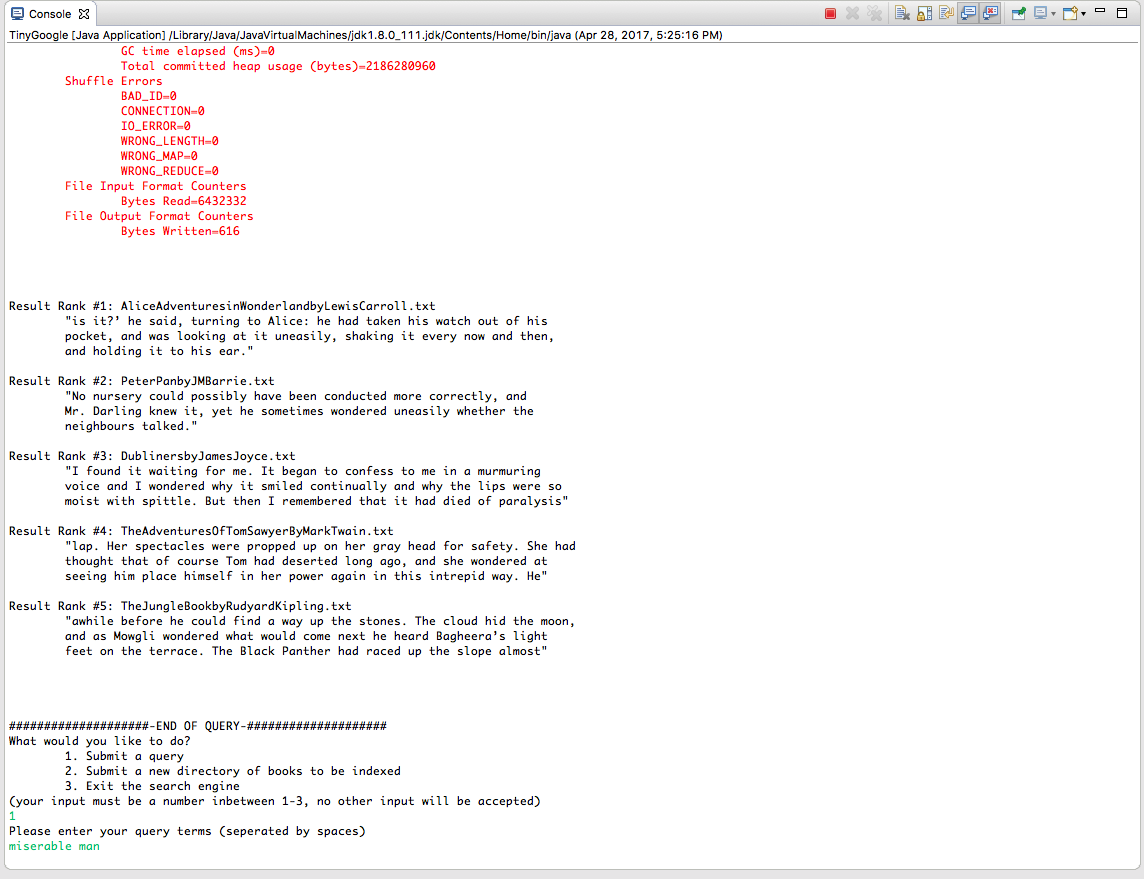 Console
TinyGoogle [Java Application] /Library/Java/JavaVirtualMachines/jdk1.8.0_111.jdk/Contents/Home/bin/java (Apr 28, 2017, 5:25:16 PM)
GC time elapsed (ms)=0
Total committed heap usage (bytes)=2186280960
Shuffle Errors
BAD_ID=0
CONNECTION=0
IO_ERROR=0
WRONG_LENGTH=0
WRONG_MAP=0
WRONG_REDUCE=0
File Input Format Counters
Bytes Read=6432332
File Output Format Counters
Bytes Written=616
Result Rank #1: AliceAdventuresinWonderlandbyLewisCarroll.txt
"is it?’ he said, turning to Alice: he had taken his watch out of his
pocket, and was looking at it uneasily, shaking it every now and then,
and holding it to his ear."
Result Rank #2: PeterPanbyJMBarrie.txt
"No nursery could possibly have been conducted more correctly, and
Mr. Darling knew it, yet he sometimes wondered uneasily whether the
neighbours talked."
Result Rank #3: DublinersbyJamesJoyce.txt
"I found it waiting for me. It began to confess to me in a murmuring
voice and I wondered why it smiled continually and why the lips were so
moist with spittle. But then I remembered that it had died of paralysis"
Result Rank #4: TheAdventuresOfTomSawyerByMarkTwain.txt
"lap. Her spectacles were propped up on her gray head for safety. She had
thought that of course Tom had deserted long ago, and she wondered at
seeing him place himself in her power again in this intrepid way. He"
Result Rank #5: TheJungleBookbyRudyardKipling.txt
"awhile before he could find a way up the stones. The cloud hid the moon,
and as Mowgli wondered what would come next he heard Bagheera’s light
feet on the terrace. The Black Panther had raced up the slope almost"
####################-END OF QUERY-####################
What would you like to do?
1. Submit a query
2. Submit a new directory of books to be indexed
3. Exit the search engine
(your input must be a number inbetween 1-3, no other input will be accepted)
1
Please enter your query terms (seperated by spaces)
miserable man